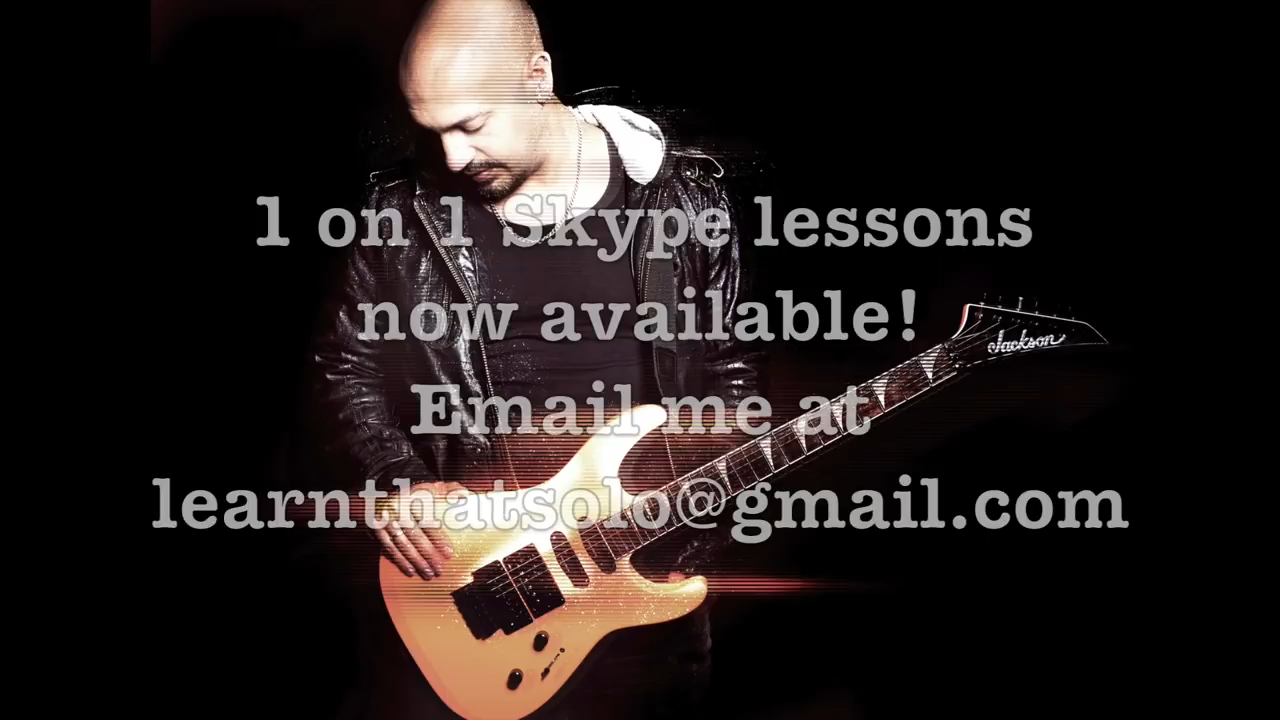 1 on 1 Skype lessons
now available!
Email me at
learnthatsolo@gmail.com
Jackson